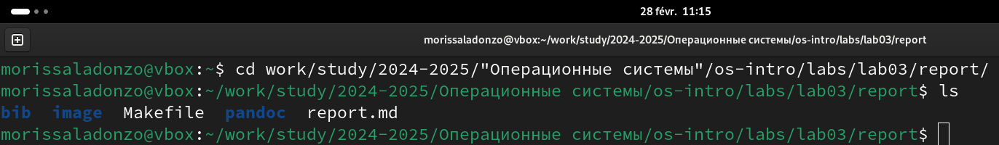 28 févr. 11:15
morissaladonzo@vbox:~/work/study/2024-2025/Операционные системы/os-intro/labs/lab03/report
morissaladonzo@vbox:~$ cd work/study/2024-2025/"Операционные системы"/os-intro/labs/lab03/report/
morissaladonzo@vbox:~/work/study/2024-2025/Операционные системы/os-intro/labs/lab03/report$ ls
bib  image  Makefile  pandoc  report.md
morissaladonzo@vbox:~/work/study/2024-2025/Операционные системы/os-intro/labs/lab03/report$